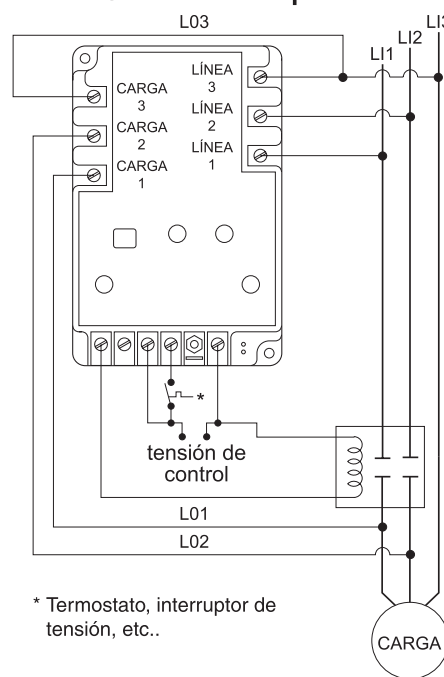 L03
LI3
LI2
LI1
CARGA
3
CARGA
2
CARGA
1
LÍNEA
3
LÍNEA
2
LÍNEA
1
*
tensión de
control
L01
L02
* Termostato, interruptor de
tensión, etc..
CARGA